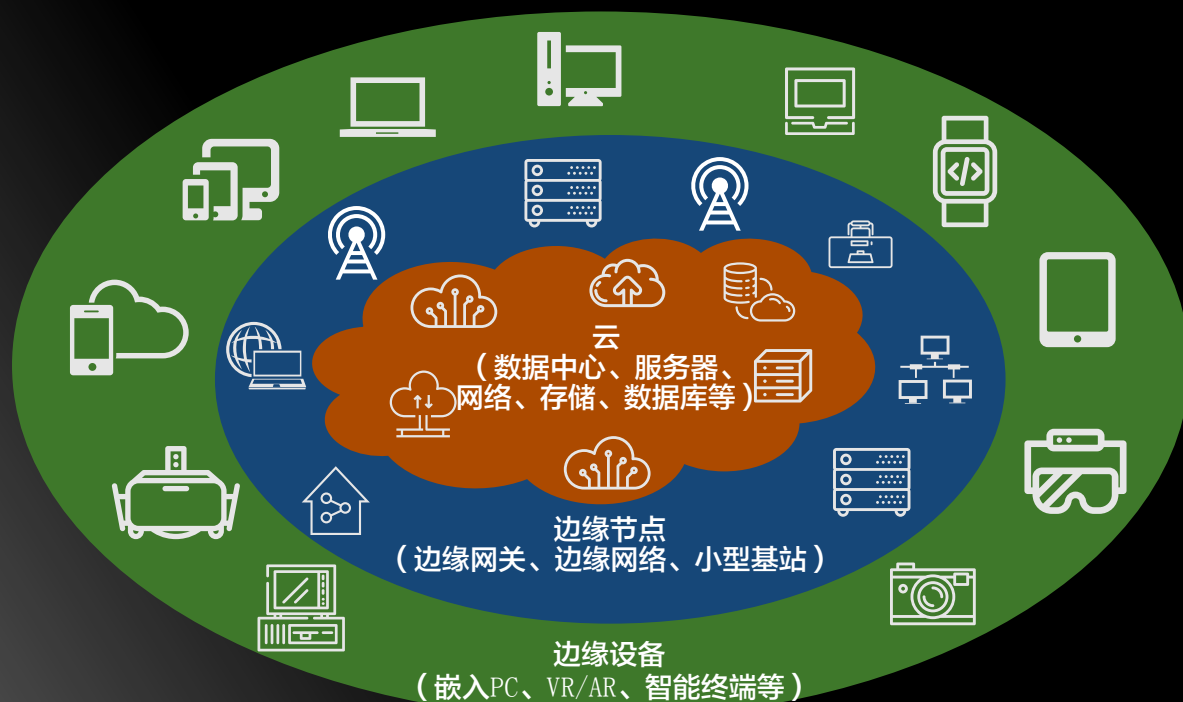 </>
云
（数据中心、服务器、
网络、存储、数据库等）
边缘节点
（边缘网关、边缘网络、小型基站）
边缘设备
（嵌入PC、VR/AR、智能终端等）